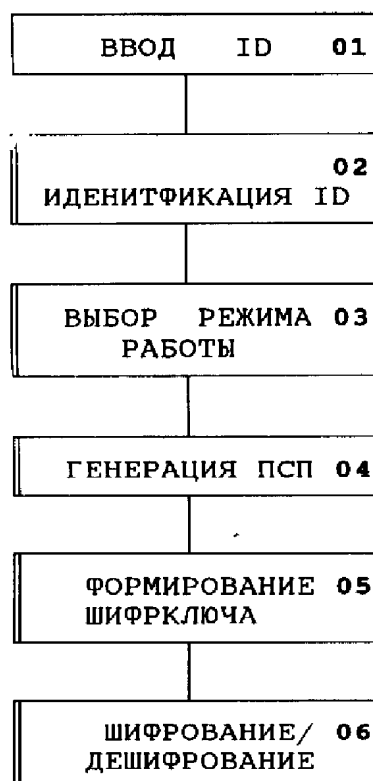 ВВОД ID 01
02
ИДЕНИТФИКАЦИЯ ID
ВЫБОР РЕЖИМА 03
РАБОТЫ
ГЕНЕРАЦИЯ ПСП 04
ФОРМИРОВАНИЕ 05
ШИФРКЛЮЧА
ШИФРОВАНИЕ/ 06
ДЕШИФРОВАНИЕ